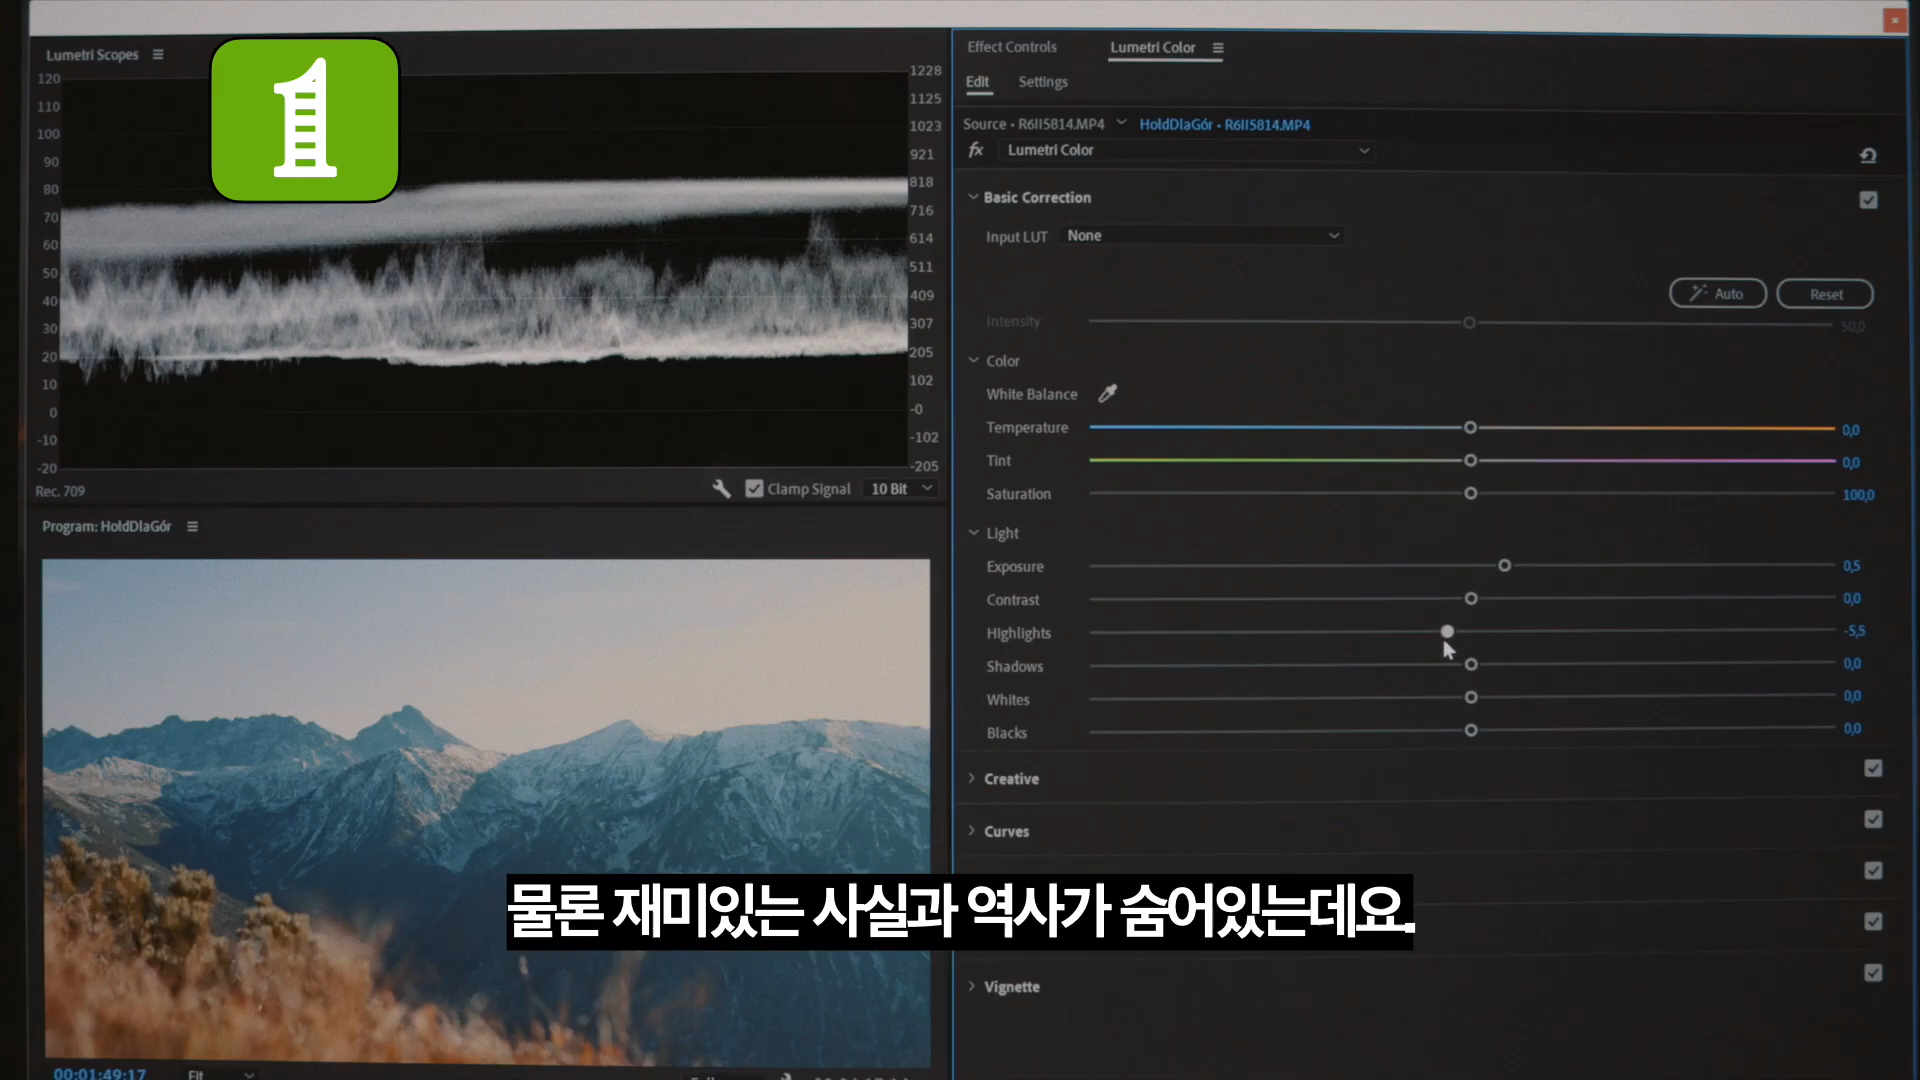 Lumetri Scopes
1
120
110
100
90
80
70
60
50
40
30
20
10
0
-10
-20
1228
1125
1023
921
818
716
614
511
409
307
205
102
-0
-102
-205
Rec. 709
Clamp Signal
10 Bit
Program: HołdDlaGór
00:01:49:17
Fit
Effect Controls
Lumetri Color
Edit
Settings
Source • R6II5814.MP4
HołdDlaGór • R6II5814.MP4
fx
Lumetri Color
Basic Correction
Input LUT
None
Auto
Reset
Intensity
50,0
Color
White Balance
Temperature
0,0
Tint
0,0
Saturation
100,0
Light
Exposure
0,5
Contrast
0,0
Highlights
-5,5
Shadows
0,0
Whites
0,0
Blacks
0,0
Creative
Curves
물론 재미있는 사실과 역사가 숨어있는데요.
Vignette